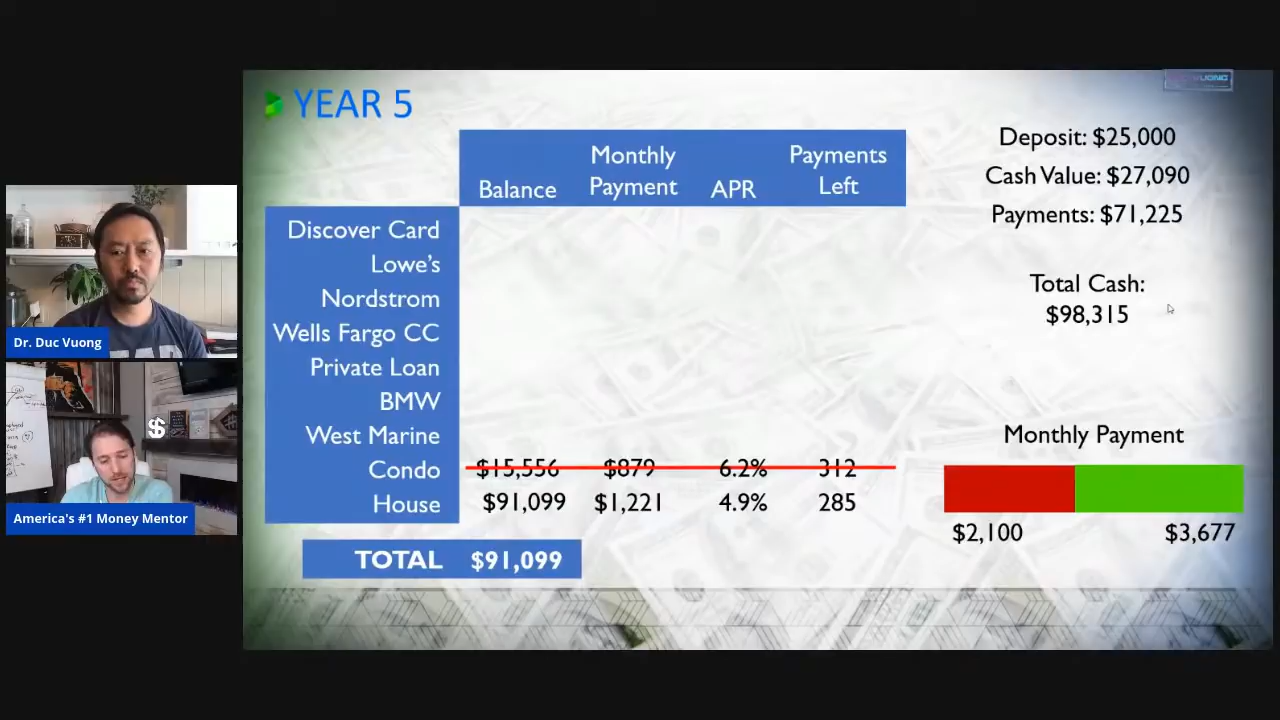 YEAR 5
Balance
Monthly Payment
APR
Payments Left
Discover Card
Lowe's
Nordstrom
Wells Fargo CC
Private Loan
BMW
West Marine
Condo $15,556 $879 6.2% 312
House $91,099 $1,221 4.9% 285
TOTAL $91,099
Deposit: $25,000
Cash Value: $27,090
Payments: $71,225
Total Cash:
$98,315
Monthly Payment
$2,100 $3,677
Dr. Duc Vuong
$
America's #1 Money Mentor